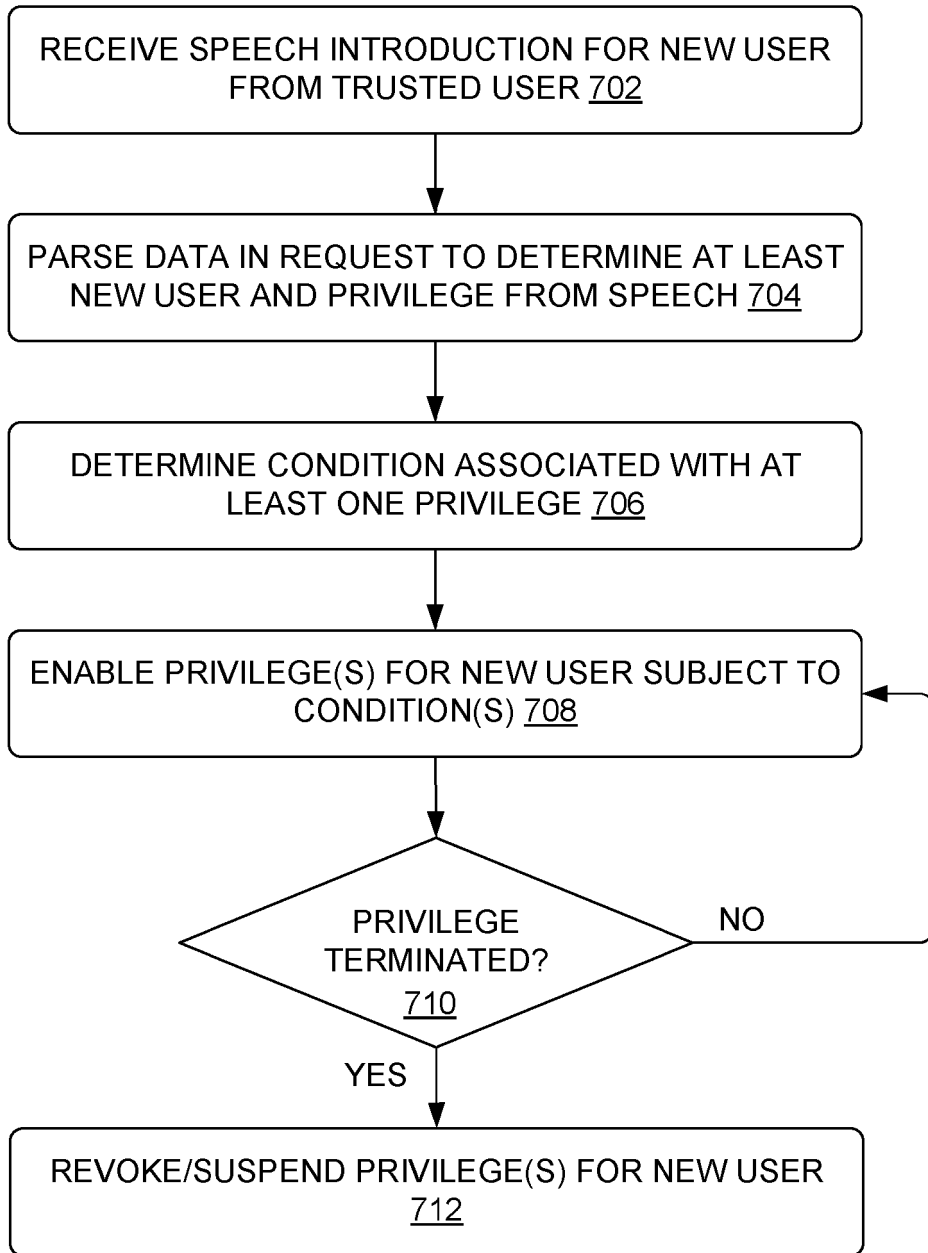 RECEIVE SPEECH INTRODUCTION FOR NEW USER
FROM TRUSTED USER 702
PARSE DATA IN REQUEST TO DETERMINE AT LEAST
NEW USER AND PRIVILEGE FROM SPEECH 704
DETERMINE CONDITION ASSOCIATED WITH AT
LEAST ONE PRIVILEGE 706
ENABLE PRIVILEGE(S) FOR NEW USER SUBJECT TO
CONDITION(S) 708
PRIVILEGE
TERMINATED?
710
NO
YES
REVOKE/SUSPEND PRIVILEGE(S) FOR NEW USER
712